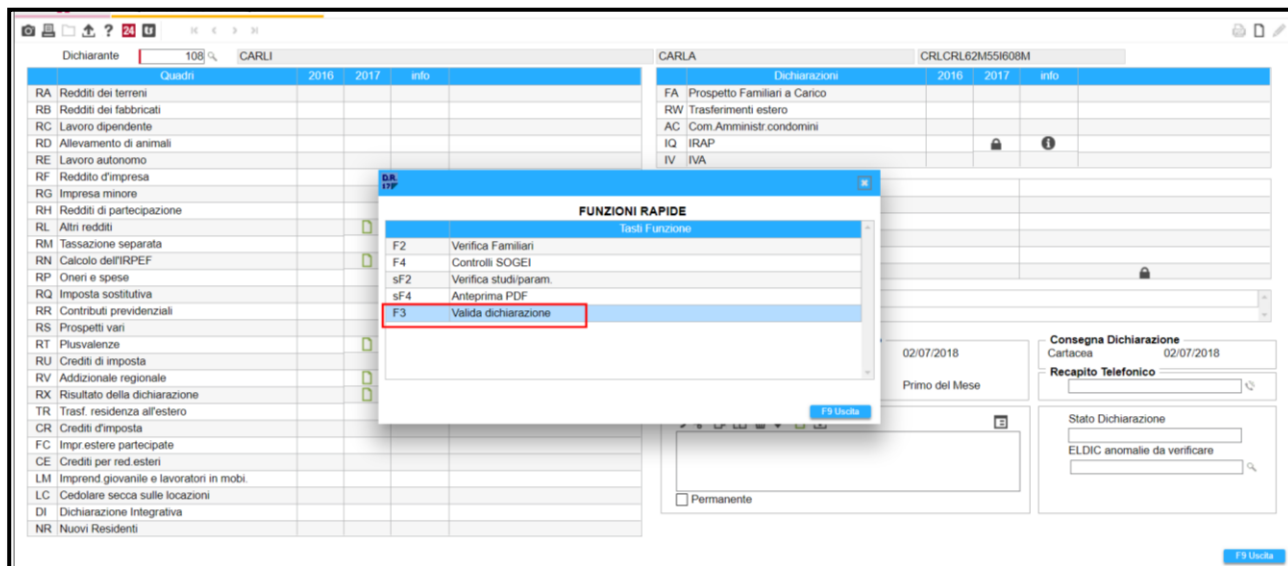 24
Dichiarante 108 CARLI CARLA CRLCRL62M55I608M
Quadri 2016 2017 info
RA Redditi dei terreni
RB Redditi dei fabbricati
RC Lavoro dipendente
RD Allevamento di animali
RE Lavoro autonomo
RF Reddito d'impresa
RG Impresa minore
RH Redditi di partecipazione
RL Altri redditi
RM Tassazione separata
RN Calcolo dell'IRPEF
RP Oneri e spese
RQ Imposta sostitutiva
RR Contributi previdenziali
RS Prospetti vari
RT Plusvalenze
RU Crediti di imposta
RV Addizionale regionale
RX Risultato della dichiarazione
TR Trasf. residenza all'estero
CR Crediti d'imposta
FC Impr.estere partecipate
CE Crediti per red.esteri
LM Imprend.giovanile e lavoratori in mobi.
LC Cedolare secca sulle locazioni
DI Dichiarazione Integrativa
NR Nuovi Residenti
Dichiarazioni 2016 2017 info
FA Prospetto Familiari a Carico
RW Trasferimenti estero
AC Com.Amministr.condomini
IQ IRAP
IV IVA
FUNZIONI RAPIDE
Tasti Funzione
F2 Verifica Familiari
F4 Controlli SOGEI
sF2 Verifica studi/param.
sF4 Anteprima PDF
F3 Valida dichiarazione
F9 Uscita
02/07/2018
Primo del Mese
Consegna Dichiarazione
Cartacea 02/07/2018
Recapito Telefonico
Permanente
Stato Dichiarazione
ELDIC anomalie da verificare
F9 Uscita